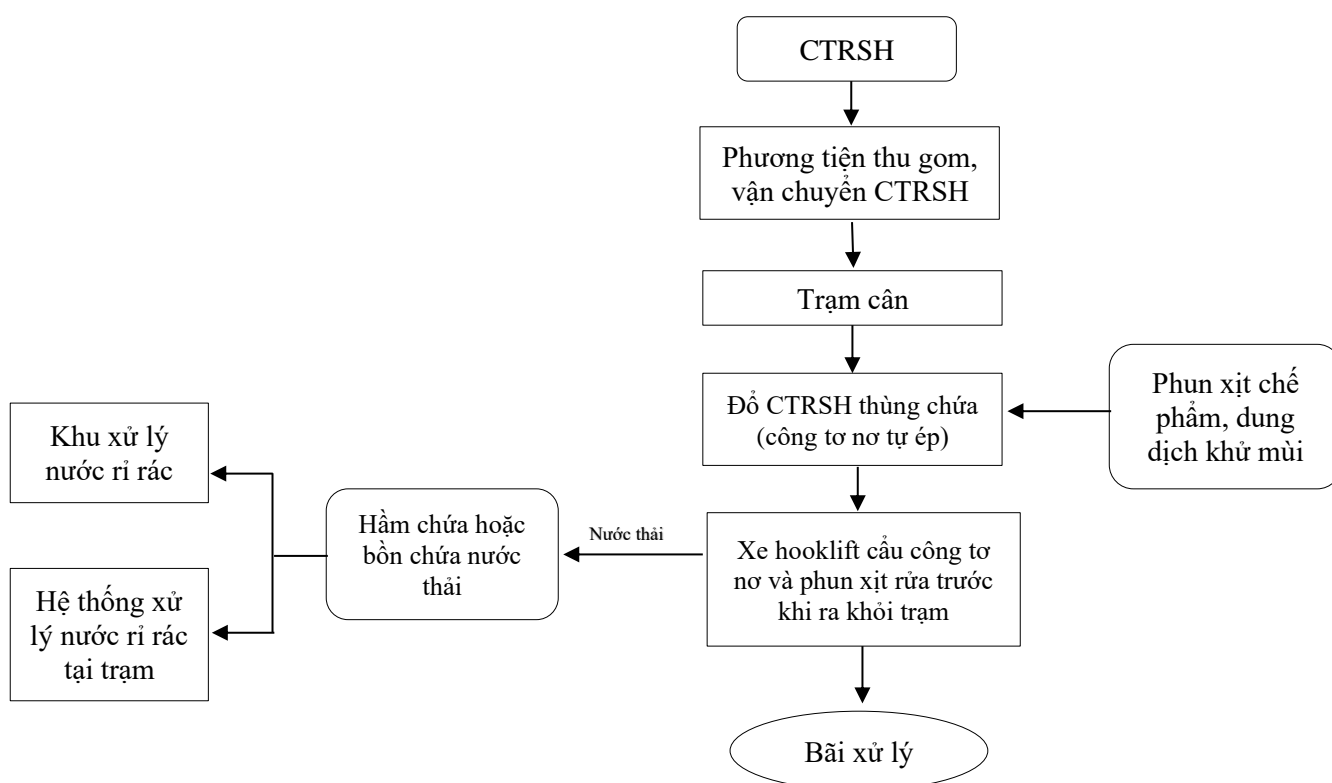 CTRSH
Phương tiện thu gom,
vận chuyển CTRSH
Trạm cân
Đổ CTRSH thùng chứa
(công tơ nơ tự ép)
Phun xịt chế
phẩm, dung
dịch khử mùi
Khu xử lý
nước rỉ rác
Hầm chứa hoặc
bồn chứa nước
thải
Nước thải
Xe hooklift cẩu công tơ
nơ và phun xịt rửa trước
khi ra khỏi trạm
Hệ thống xử
lý nước rỉ rác
tại trạm
Bãi xử lý